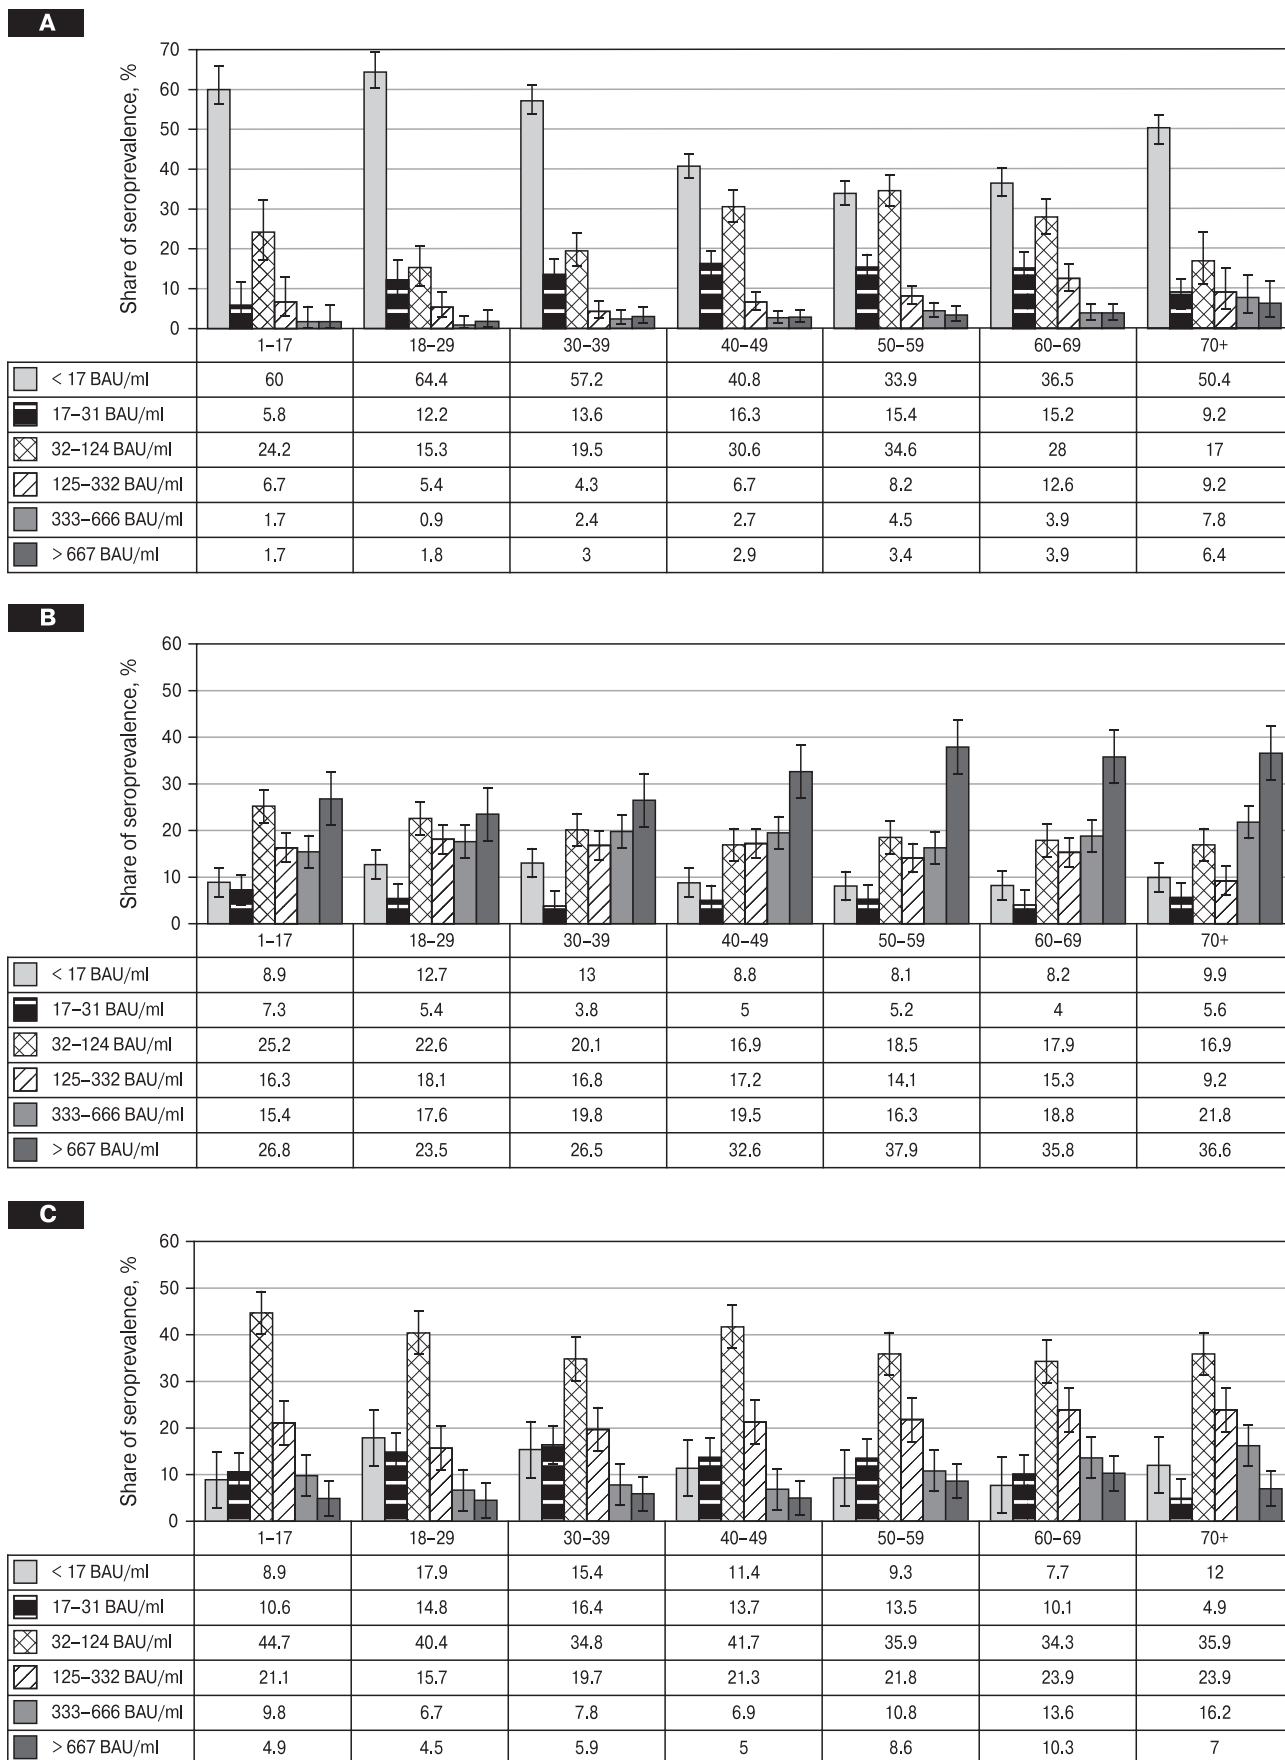 A
Share of seroprevalence, %
70
60
50
40
30
20
10
0
1–17 18–29 30–39 40–49 50–59 60–69 70+
< 17 BAU/ml 60 64.4 57.2 40.8 33.9 36.5 50.4
17–31 BAU/ml 5.8 12.2 13.6 16.3 15.4 15.2 9.2
32–124 BAU/ml 24.2 15.3 19.5 30.6 34.6 28 17
125–332 BAU/ml 6.7 5.4 4.3 6.7 8.2 12.6 9.2
333–666 BAU/ml 1.7 0.9 2.4 2.7 4.5 3.9 7.8
> 667 BAU/ml 1.7 1.8 3 2.9 3.4 3.9 6.4
B
Share of seroprevalence, %
60
50
40
30
20
10
0
1–17 18–29 30–39 40–49 50–59 60–69 70+
< 17 BAU/ml 8.9 12.7 13 8.8 8.1 8.2 9.9
17–31 BAU/ml 7.3 5.4 3.8 5 5.2 4 5.6
32–124 BAU/ml 25.2 22.6 20.1 16.9 18.5 17.9 16.9
125–332 BAU/ml 16.3 18.1 16.8 17.2 14.1 15.3 9.2
333–666 BAU/ml 15.4 17.6 19.8 19.5 16.3 18.8 21.8
> 667 BAU/ml 26.8 23.5 26.5 32.6 37.9 35.8 36.6
C
Share of seroprevalence, %
60
50
40
30
20
10
0
1–17 18–29 30–39 40–49 50–59 60–69 70+
< 17 BAU/ml 8.9 17.9 15.4 11.4 9.3 7.7 12
17–31 BAU/ml 10.6 14.8 16.4 13.7 13.5 10.1 4.9
32–124 BAU/ml 44.7 40.4 34.8 41.7 35.9 34.3 35.9
125–332 BAU/ml 21.1 15.7 19.7 21.3 21.8 23.9 23.9
333–666 BAU/ml 9.8 6.7 7.8 6.9 10.8 13.6 16.2
> 667 BAU/ml 4.9 4.5 5.9 5 8.6 10.3 7